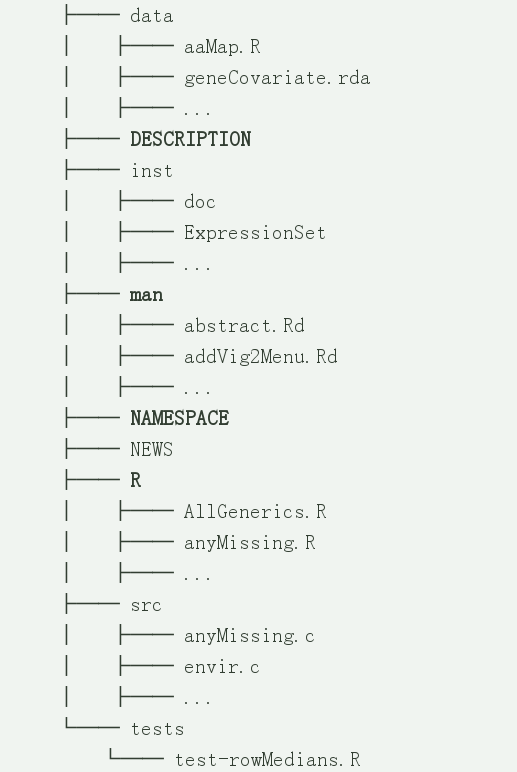 ├─── data
│    ├─── aaMap.R
│    ├─── geneCovariate.rda
│    ├─── ...
├─── DESCRIPTION
├─── inst
│    ├─── doc
│    ├─── ExpressionSet
│    ├─── ...
├─── man
│    ├─── abstract.Rd
│    ├─── addVig2Menu.Rd
│    ├─── ...
├─── NAMESPACE
├─── NEWS
├─── R
│    ├─── AllGenerics.R
│    ├─── anyMissing.R
│    ├─── ...
├─── src
│    ├─── anyMissing.c
│    ├─── envir.c
│    ├─── ...
└─── tests
    └─── test-rowMedians.R